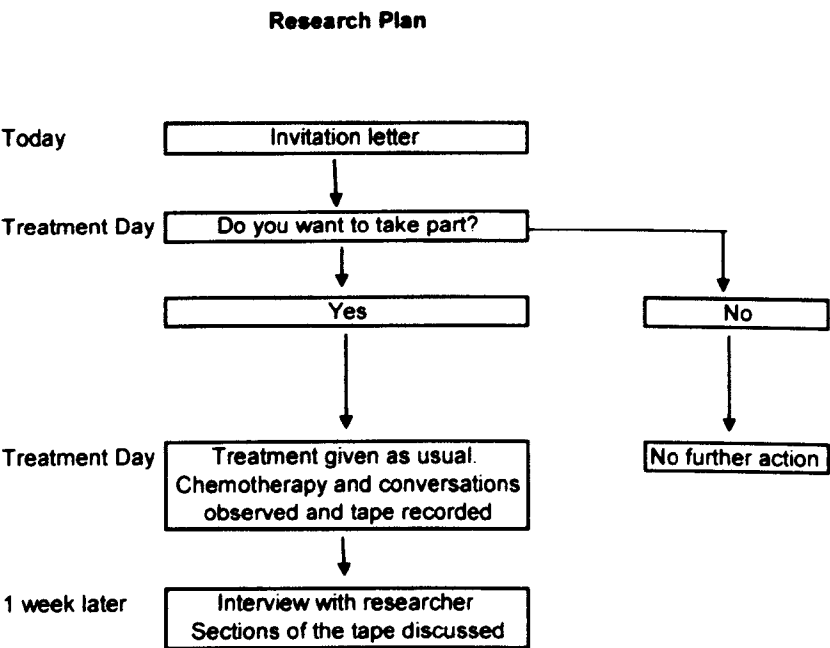 Research Plan
Today
Invitation letter
Treatment Day
Do you want to take part?
Yes
No
Treatment Day
Treatment given as usual.
Chemotherapy and conversations
observed and tape recorded
No further action
1 week later
Interview with researcher
Sections of the tape discussed